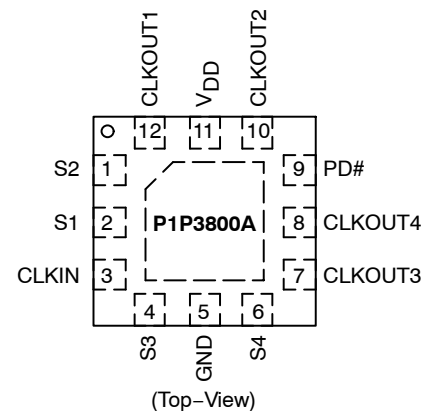 CLKOUT1
VDD
CLKOUT2
12
11
10
S2
1
9
PD#
S1
2
P1P3800A
8
CLKOUT4
CLKIN
3
7
CLKOUT3
4
5
6
S3
GND
S4
(Top–View)